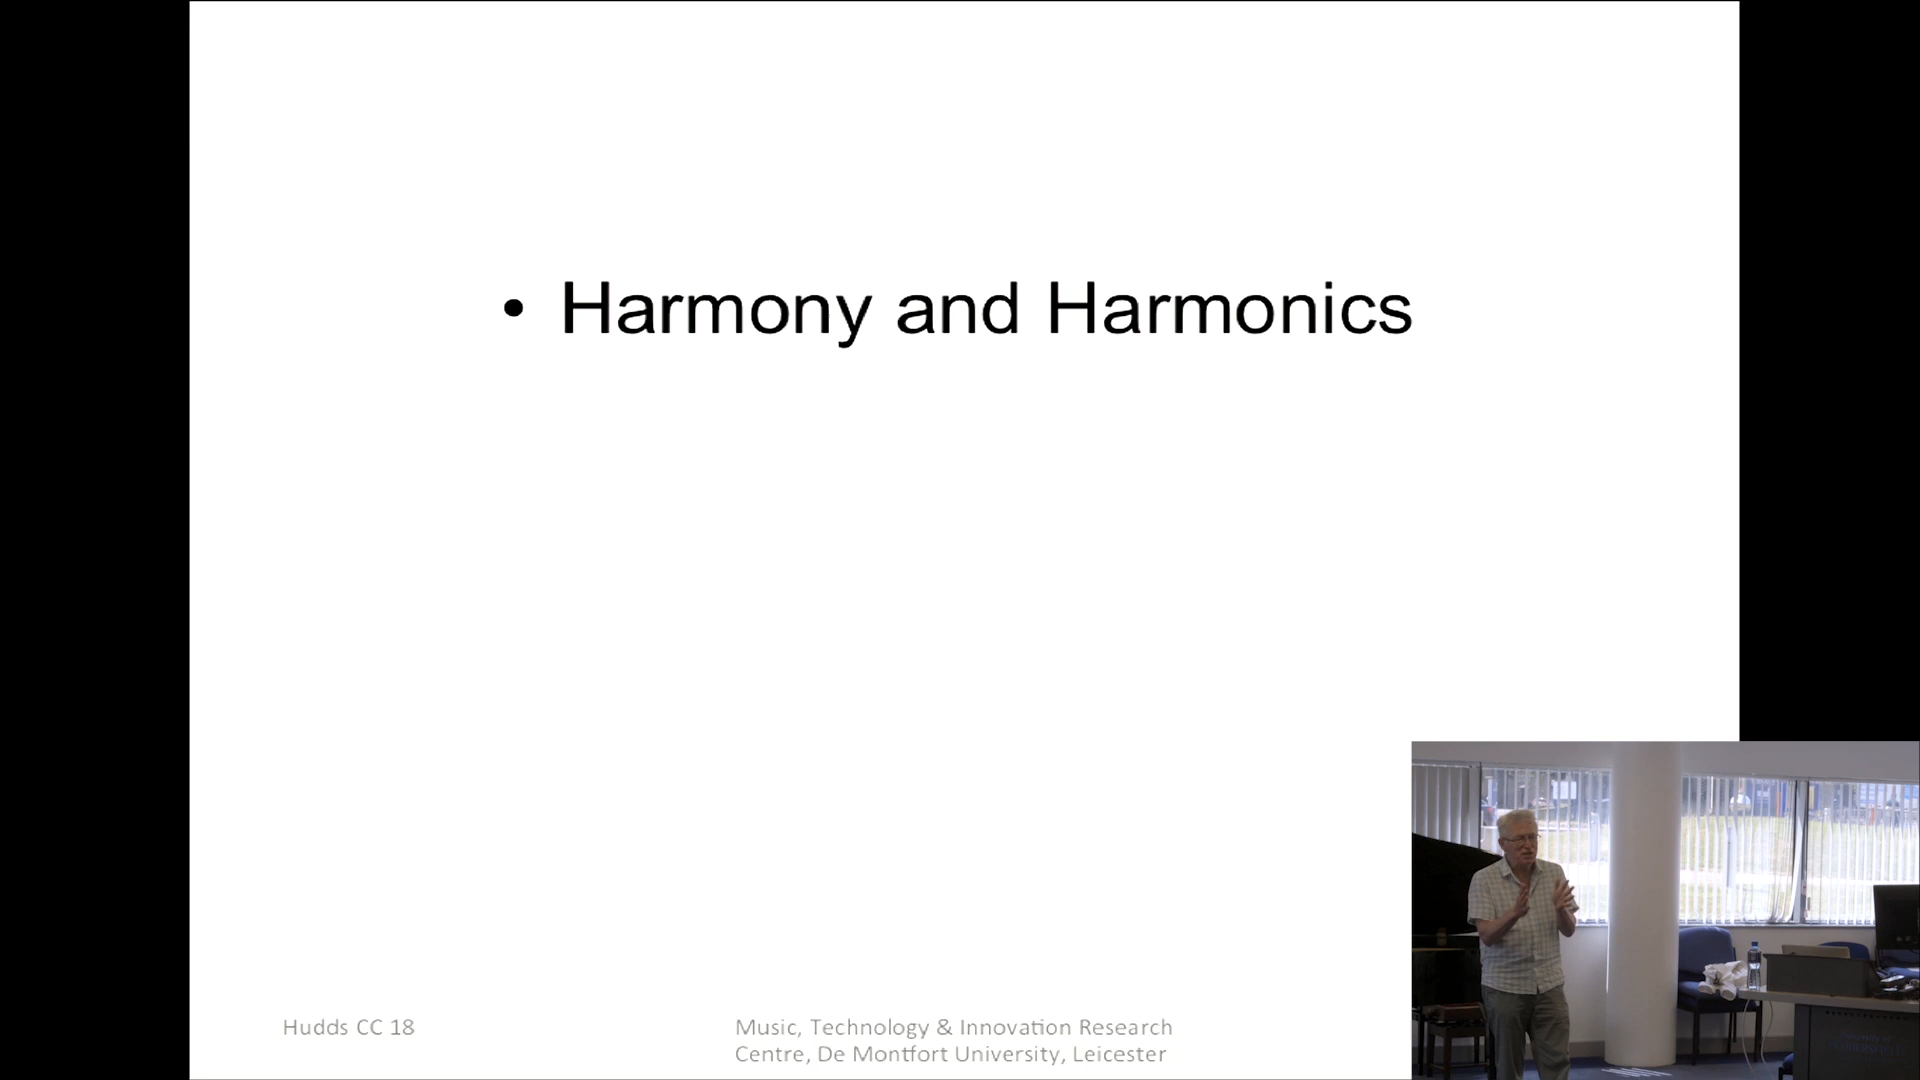 • Harmony and Harmonics
Hudds CC 18
Music, Technology & Innovation Research
Centre, De Montfort University, Leicester